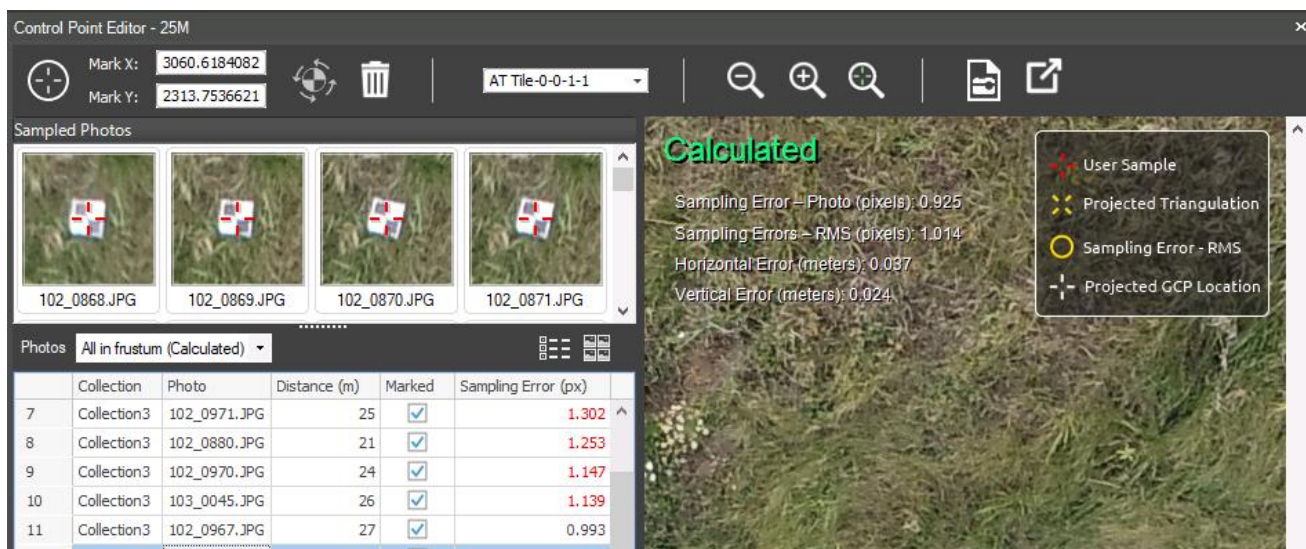 Control Point Editor - 25M
Mark X: 3060.6184082
Mark Y: 2313.7536621
AT Tile-0-0-1-1
Sampled Photos
102_0868.JPG 102_0869.JPG 102_0870.JPG 102_0871.JPG
Photos All in frustum (Calculated)
Collection Photo Distance (m) Marked Sampling Error (px)
7 Collection3 102_0971.JPG 25 1.302
8 Collection3 102_0880.JPG 21 1.253
9 Collection3 102_0970.JPG 24 1.147
10 Collection3 103_0045.JPG 26 1.139
11 Collection3 102_0967.JPG 27 0.993
Calculated
Sampling Error – Photo (pixels): 0.925
Sampling Errors – RMS (pixels): 1.014
Horizontal Error (meters): 0.037
Vertical Error (meters): 0.024
User Sample
Projected Triangulation
Sampling Error - RMS
Projected GCP Location